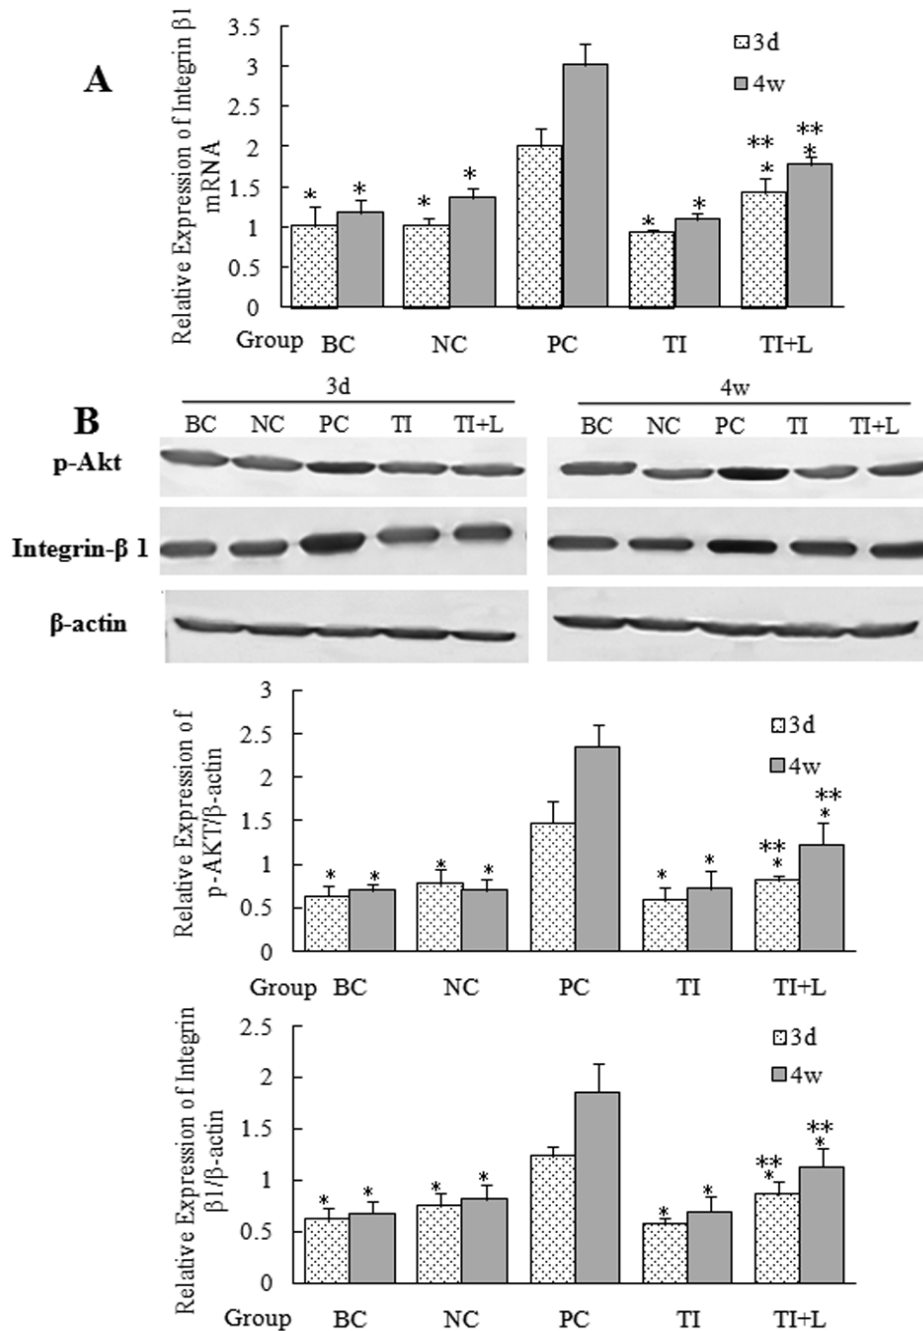 A
Relative Expression of Integrin β1
mRNA
3.5
3
2.5
2
1.5
1
0.5
0
3d
4w
* * * * * * ** * ** *
Group BC NC PC TI TI+L
B
3d
4w
BC NC PC TI TI+L
BC NC PC TI TI+L
p-Akt
Integrin-β 1
β-actin
Relative Expression of
p-AKT/β-actin
3
2.5
2
1.5
1
0.5
0
3d
4w
* * * * * * ** * ** *
Group BC NC PC TI TI+L
Relative Expression of Integrin
β1/β-actin
2.5
2
1.5
1
0.5
0
3d
4w
* * * * * * ** * ** *
Group BC NC PC TI TI+L